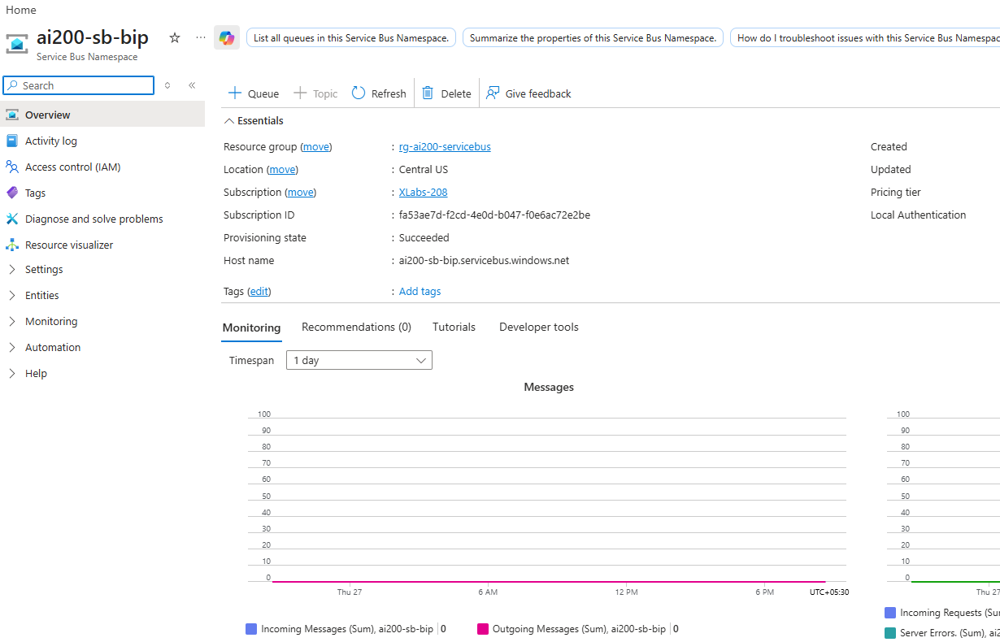 Home
ai200-sb-bip
Service Bus Namespace
List all queues in this Service Bus Namespace.
Summarize the properties of this Service Bus Namespace.
How do I troubleshoot issues with this Service Bus Namespac
Search
Overview
Activity log
Access control (IAM)
Tags
Diagnose and solve problems
Resource visualizer
Settings
Entities
Monitoring
Automation
Help
Queue Topic Refresh Delete Give feedback
Essentials
Resource group (move) : rg-ai200-servicebus
Location (move) : Central US
Subscription (move) : XLabs-208
Subscription ID : fa53ae7d-f2cd-4e0d-b047-f0e6ac72e2be
Provisioning state : Succeeded
Host name : ai200-sb-bip.servicebus.windows.net
Tags (edit) : Add tags
Created
Updated
Pricing tier
Local Authentication
Monitoring Recommendations (0) Tutorials Developer tools
Timespan 1 day
Messages
100
90
80
70
60
50
40
30
20
10
0
Thu 27 6 AM 12 PM 6 PM UTC+05:30
Incoming Messages (Sum), ai200-sb-bip 0
Outgoing Messages (Sum), ai200-sb-bip 0
100
90
80
70
60
50
40
30
20
10
0
Thu 27
Incoming Requests (Su
Server Errors. (Sum), ai2